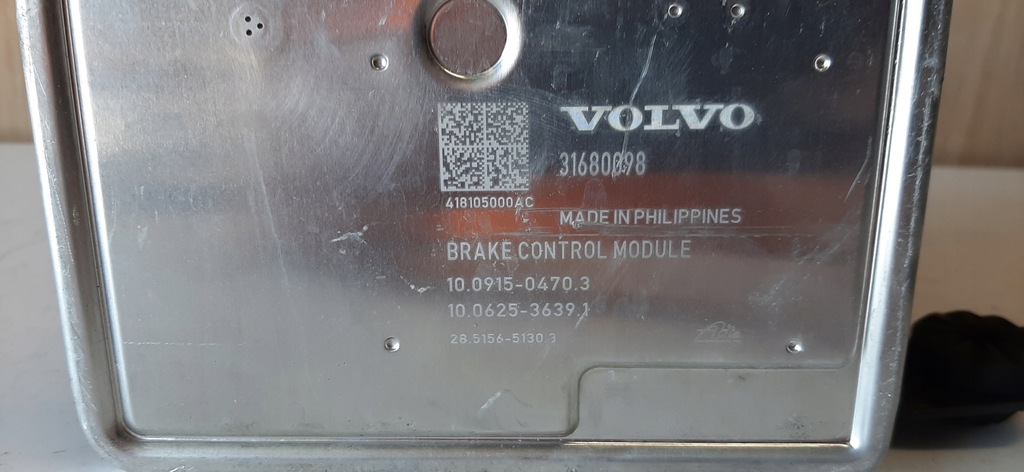 VOLVO
31680098
418105000AC
MADE IN PHILIPPINES
BRAKE CONTROL MODULE
10.0915-0470.3
10.0625-3639.1
28.5156-5130.3